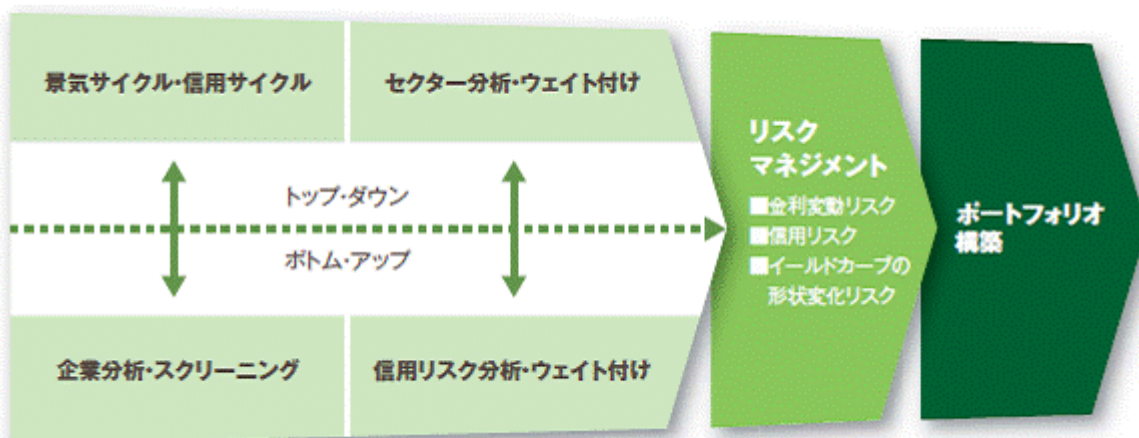 景気サイクル・信用サイクル
セクター分析・ウェイト付け
トップ・ダウン
ボトム・アップ
企業分析・スクリーニング
信用リスク分析・ウェイト付け
リスク
マネジメント
■金利変動リスク
■信用リスク
■イールドカーブの
形状変化リスク
ポートフォリオ
構築